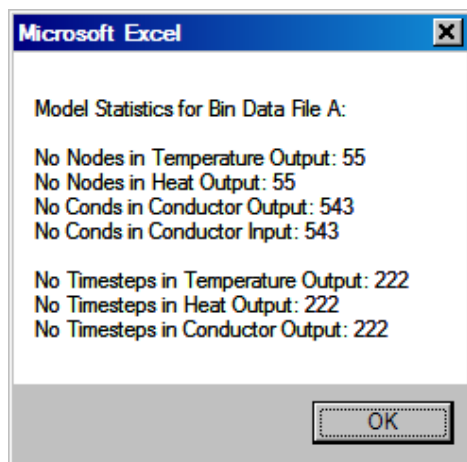 Microsoft Excel
Model Statistics for Bin Data File A:
No Nodes in Temperature Output: 55
No Nodes in Heat Output: 55
No Conds in Conductor Output: 543
No Conds in Conductor Input: 543
No Timesteps in Temperature Output: 222
No Timesteps in Heat Output: 222
No Timesteps in Conductor Output: 222
OK